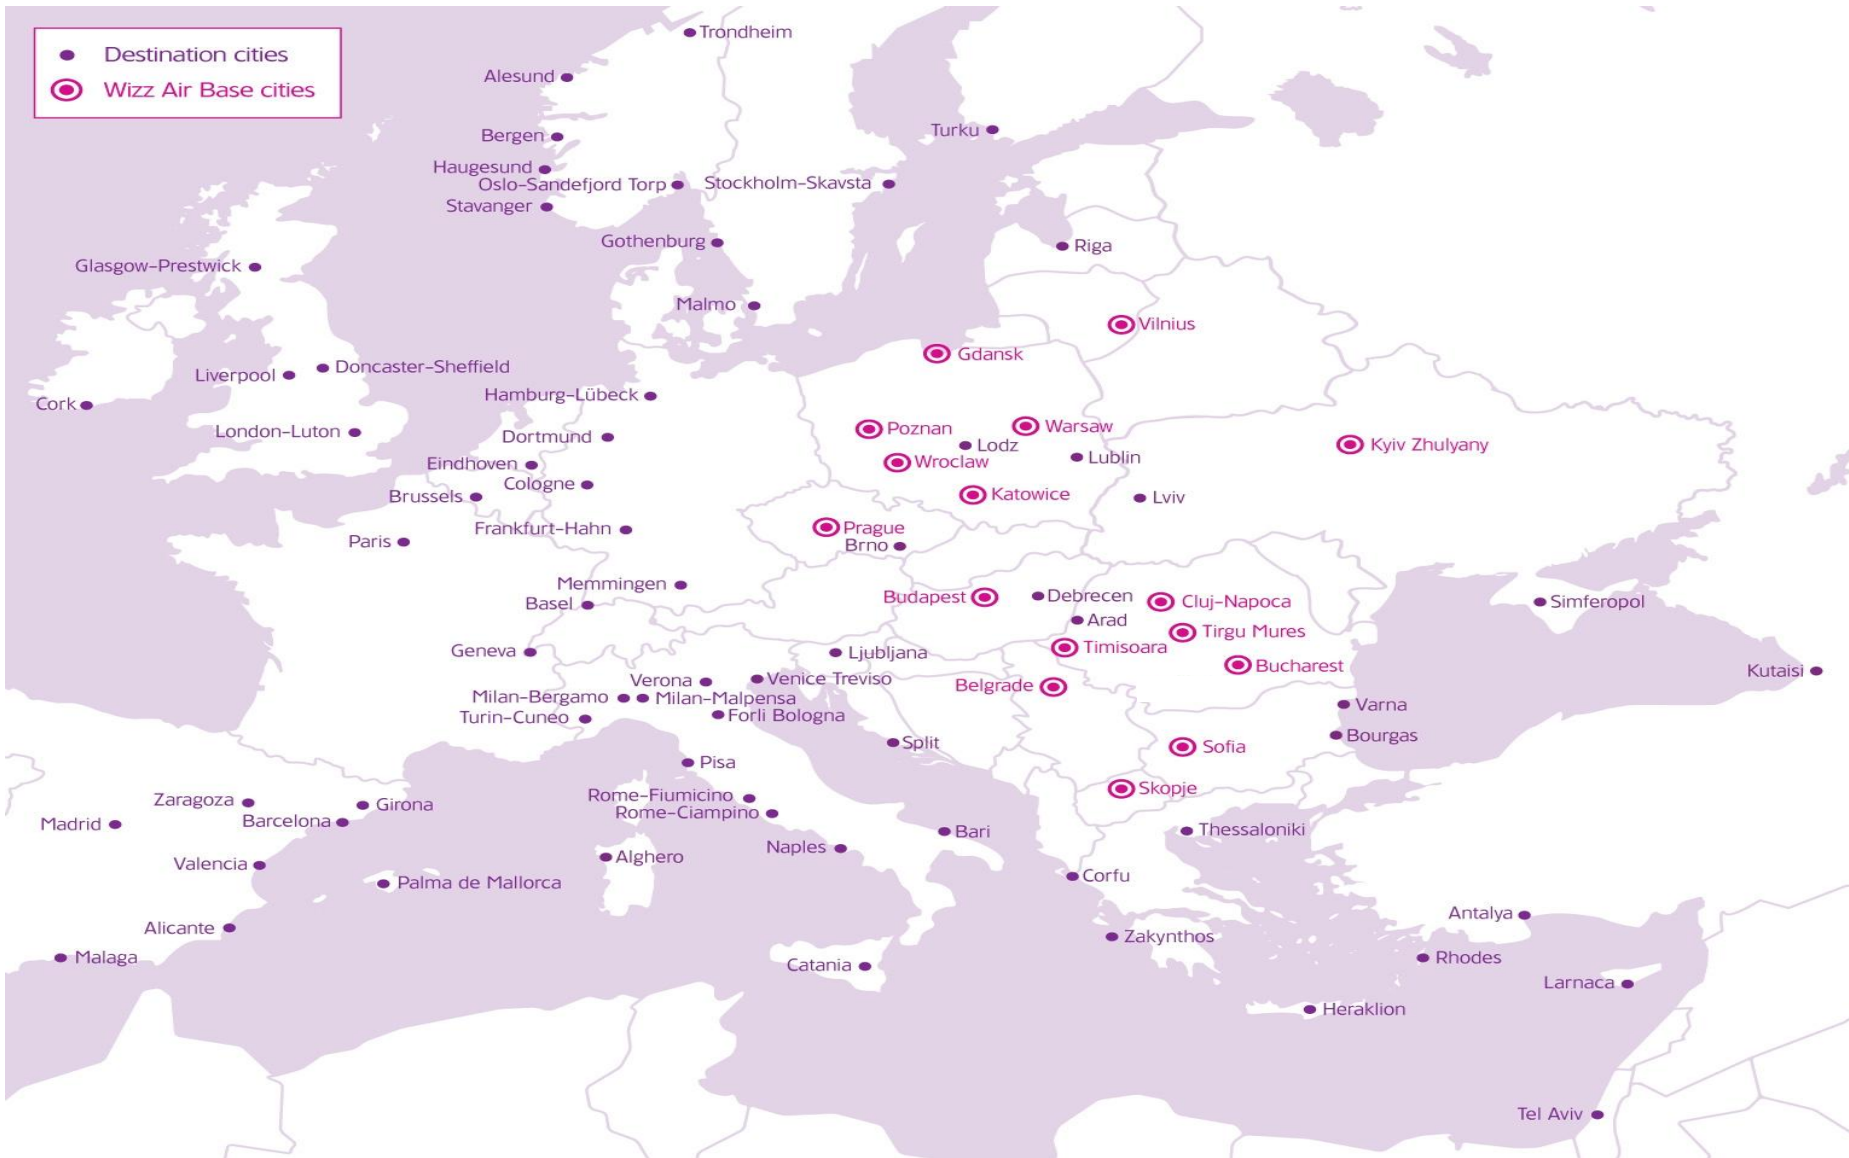 Destination cities
Wizz Air Base cities
Trondheim
Alesund
Bergen
Turku
Haugesund
Oslo-Sandefjord Torp
Stockholm-Skavsta
Stavanger
Gothenburg
Riga
Glasgow-Prestwick
Malmo
Vilnius
Gdansk
Doncaster-Sheffield
Liverpool
Hamburg-Lübeck
Cork
London-Luton
Dortmund
Poznan
Warsaw
Lodz
Kyiv Zhulyany
Lublin
Eindhoven
Wroclaw
Cologne
Brussels
Katowice
Lviv
Frankfurt-Hahn
Prague
Paris
Brno
Memmingen
Basel
Budapest
Debrecen
Cluj-Napoca
Simferopol
Arad
Tirgu Mures
Timisoara
Geneva
Ljubljana
Bucharest
Kutaisi
Verona
Venice Treviso
Belgrade
Milan-Bergamo
Milan-Malpensa
Varna
Turin-Cuneo
Forli Bologna
Bourgas
Split
Sofia
Pisa
Skopje
Rome-Fiumicino
Zaragoza
Girona
Rome-Ciampino
Barcelona
Madrid
Bari
Thessaloniki
Naples
Alghero
Valencia
Corfu
Palma de Mallorca
Antalya
Alicante
Zakynthos
Malaga
Rhodes
Catania
Larnaca
Heraklion
Tel Aviv